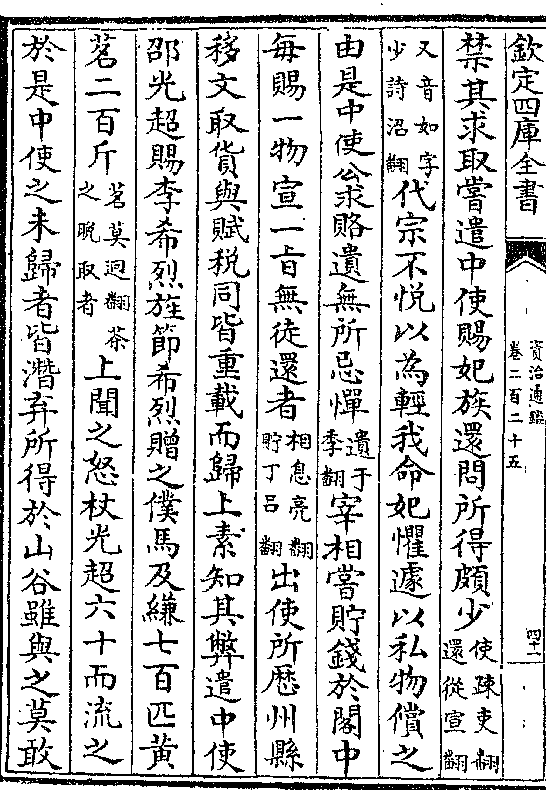 欽定四庫全書
資治通鑑
卷二百二十五
四十一
禁其求取嘗遣中使賜妃族還問所得頗少使疎吏翻還從宣翻
又音如字少詩沼翻代宗不悅以為輕我命妃懼遽以私物償之
由是中使公求賂遺無所忌憚遺于季翻宰相嘗貯錢於閣中
每賜一物宣一㫖無徒還者相息亮翻貯丁吕翻出使所歴州縣
移文取貨與賦税同皆重載而歸上素知其弊遣中使
邵光超賜李希烈旌節希烈贈之僕馬及縑七百匹黃
茗二百斤茗莫迥翻茶之晚取者上聞之怒杖光超六十而流之
於是中使之未歸者皆潛弃所得於山谷雖與之莫敢